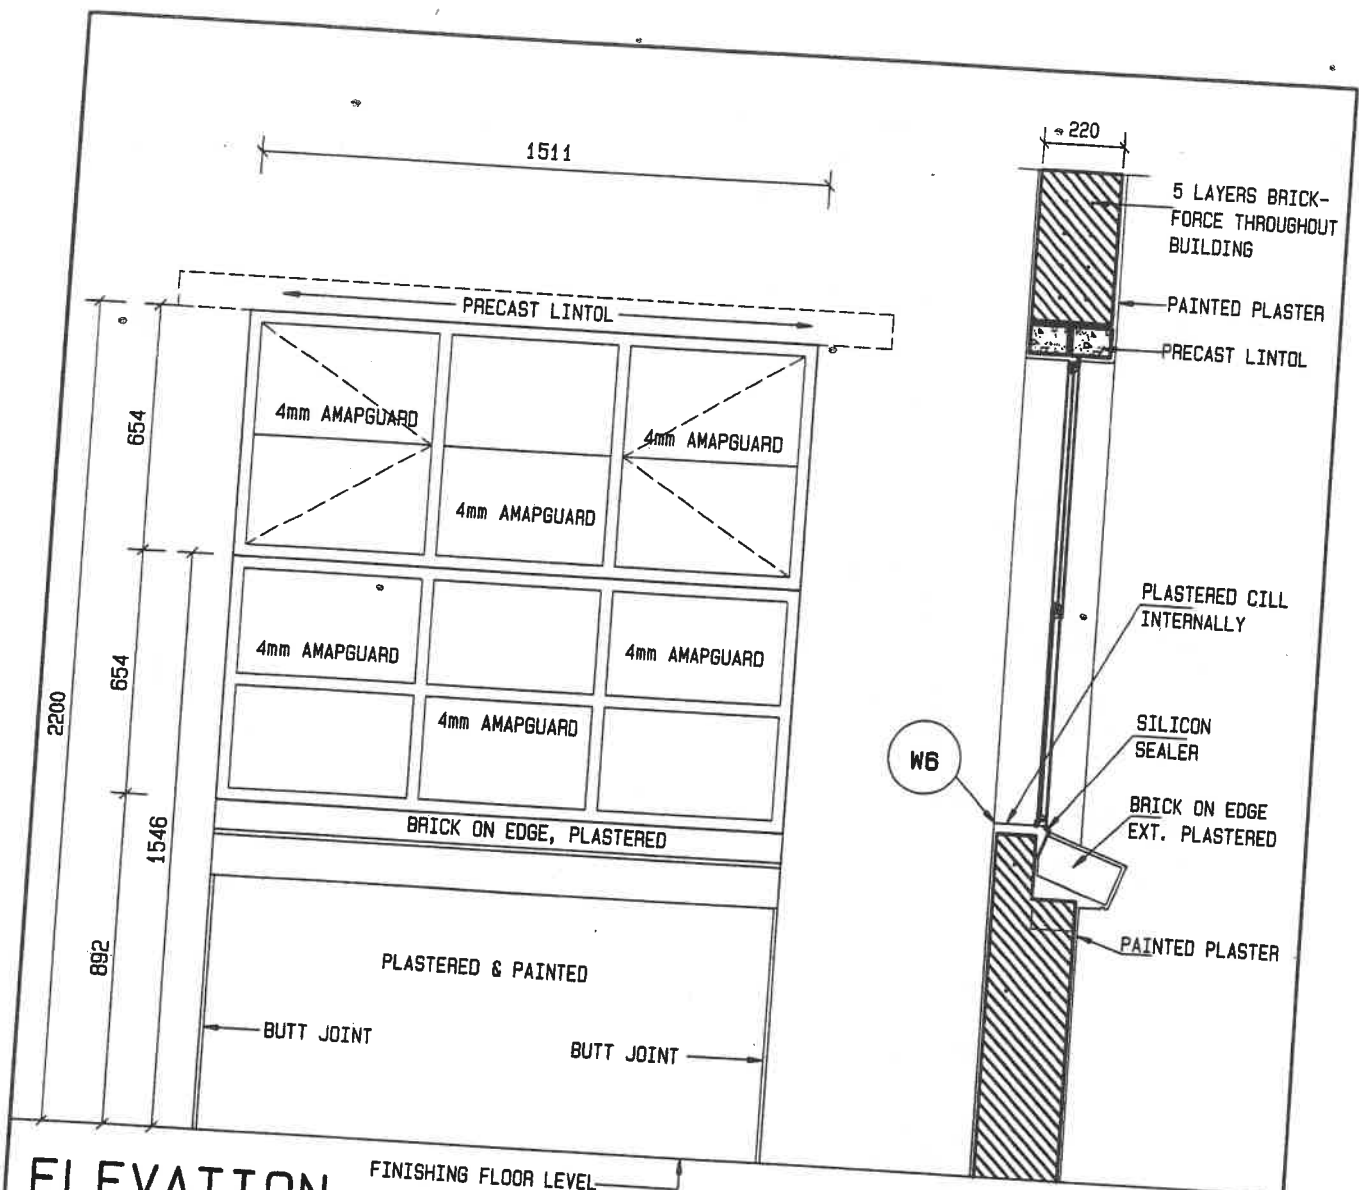 1511
220
5 LAYERS BRICK-
FORCE THROUGHOUT
BUILDING
PAINTED PLASTER
PRECAST LINTOL
PRECAST LINTOL
4mm AMAPGUARD
4mm AMAPGUARD
4mm AMAPGUARD
654
654
2200
1546
892
4mm AMAPGUARD
4mm AMAPGUARD
4mm AMAPGUARD
PLASTERED CILL
INTERNALLY
W6
SILICON
SEALER
BRICK ON EDGE
EXT. PLASTERED
BRICK ON EDGE, PLASTERED
PAINTED PLASTER
PLASTERED & PAINTED
BUTT JOINT
BUTT JOINT
ELEVATION
FINISHING FLOOR LEVEL